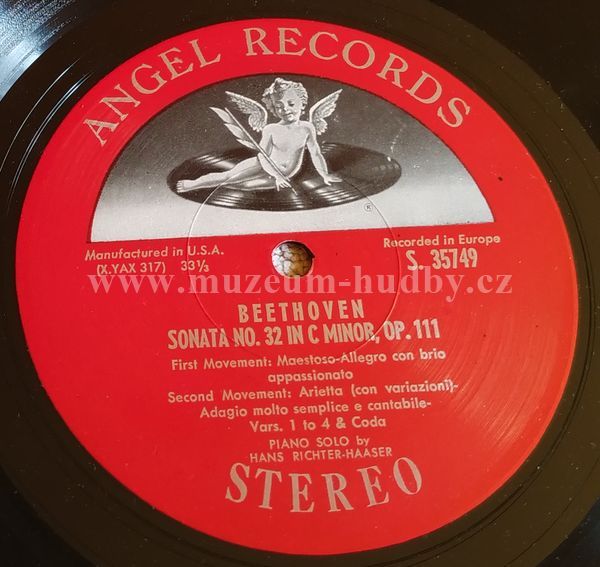 ANGEL RECORDS
®
Manufactured in U.S.A.
(X.YAX 317) 33⅓
Recorded in Europe
S. 35749
www.muzeum-hudby.cz
BEETHOVEN
SONATA NO. 32 IN C MINOR, OP. 111
First Movement: Maestoso-Allegro con brio
appassionato
Second Movement: Arietta (con variazioni)-
Adagio molto semplice e cantabile-
Vars. 1 to 4 & Coda
PIANO SOLO by
HANS RICHTER-HAASER
STEREO